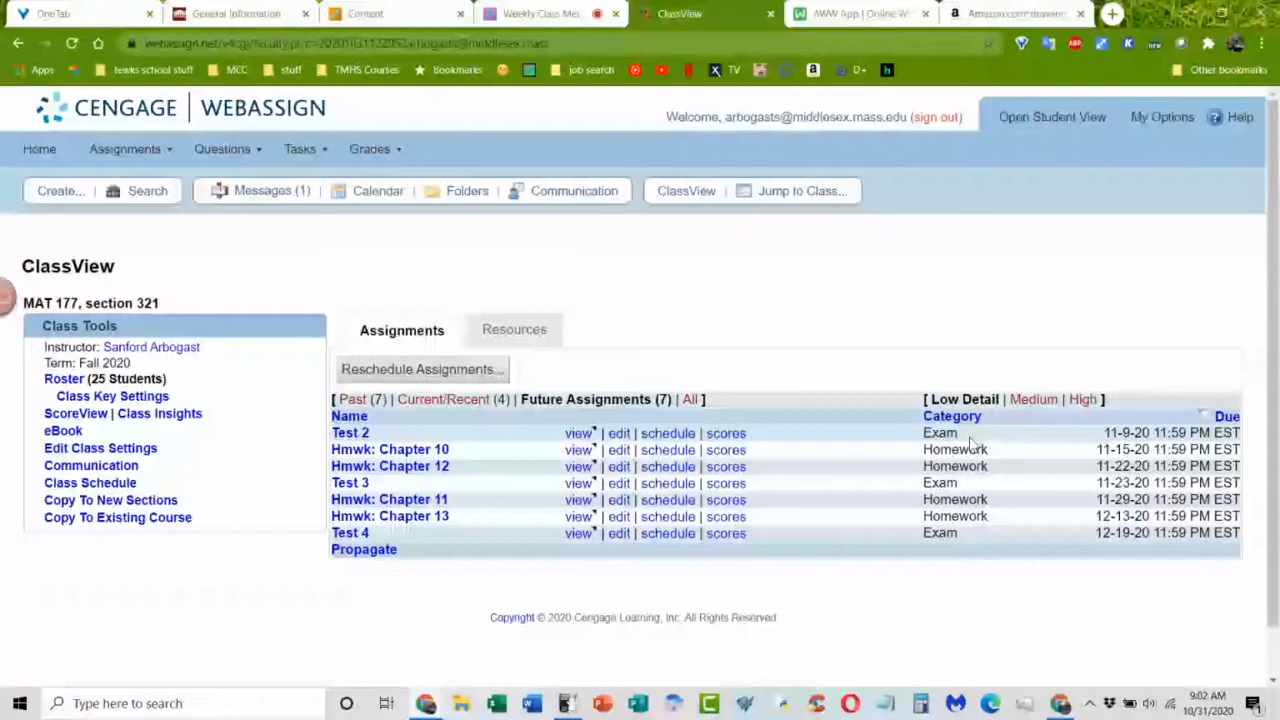 OneTab
General Information
Content
Weekly Class Me
ClassView
AWW App | Online W
Amazon.com: drawin
Apps
tewks school stuff
MCC
stuff
TMHS Courses
Bookmarks
job search
TV
D+
Other bookmarks
CENGAGE | WEBASSIGN
Welcome, arbogasts@middlesex.mass.edu (sign out)
Open Student View
My Options
Help
Home
Assignments
Questions
Tasks
Grades
Create...
Search
Messages (1)
Calendar
Folders
Communication
ClassView
Jump to Class...
ClassView
MAT 177, section 321
Class Tools
Instructor: Sanford Arbogast
Term: Fall 2020
Roster (25 Students)
Class Key Settings
ScoreView | Class Insights
eBook
Edit Class Settings
Communication
Class Schedule
Copy To New Sections
Copy To Existing Course
Assignments
Resources
Reschedule Assignments...
[ Past (7) | Current/Recent (4) | Future Assignments (7) | All ]
[ Low Detail | Medium | High ]
Name Category Due
Test 2 view | edit | schedule | scores Exam 11-9-20 11:59 PM EST
Hmwk: Chapter 10 view | edit | schedule | scores Homework 11-15-20 11:59 PM EST
Hmwk: Chapter 12 view | edit | schedule | scores Homework 11-22-20 11:59 PM EST
Test 3 view | edit | schedule | scores Exam 11-23-20 11:59 PM EST
Hmwk: Chapter 11 view | edit | schedule | scores Homework 11-29-20 11:59 PM EST
Hmwk: Chapter 13 view | edit | schedule | scores Homework 12-13-20 11:59 PM EST
Test 4 view | edit | schedule | scores Exam 12-19-20 11:59 PM EST
Propagate
Copyright © 2020 Cengage Learning, Inc. All Rights Reserved
Type here to search
9:02 AM
10/31/2020